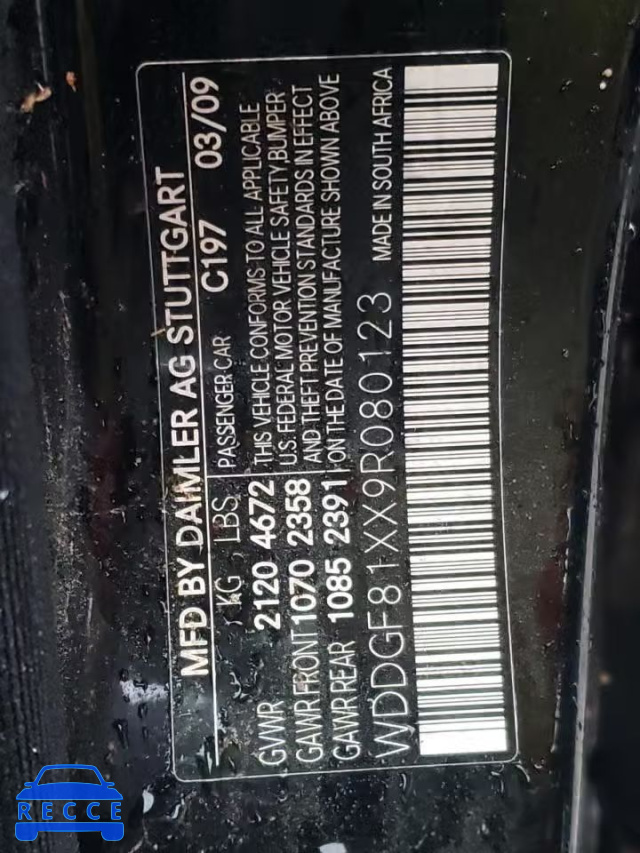 MFD BY DAIMLER AG STUTTGART
C197 03/09
KG LBS PASSENGER CAR
GVWR 2120 4672
GAWR FRONT 1070 2358
GAWR REAR 1085 2391
THIS VEHICLE CONFORMS TO ALL APPLICABLE
U.S. FEDERAL MOTOR VEHICLE SAFETY, BUMPER
AND THEFT PREVENTION STANDARDS IN EFFECT
ON THE DATE OF MANUFACTURE SHOWN ABOVE
WDDGF81XX9R080123 MADE IN SOUTH AFRICA
RECCE